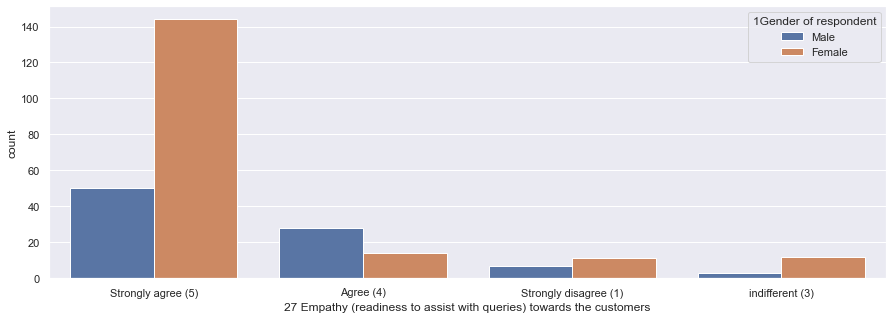 1Gender of respondent
Male
Female
140
120
100
80
60
40
20
0
count
Strongly agree (5)
Agree (4)
Strongly disagree (1)
indifferent (3)
27 Empathy (readiness to assist with queries) towards the customers